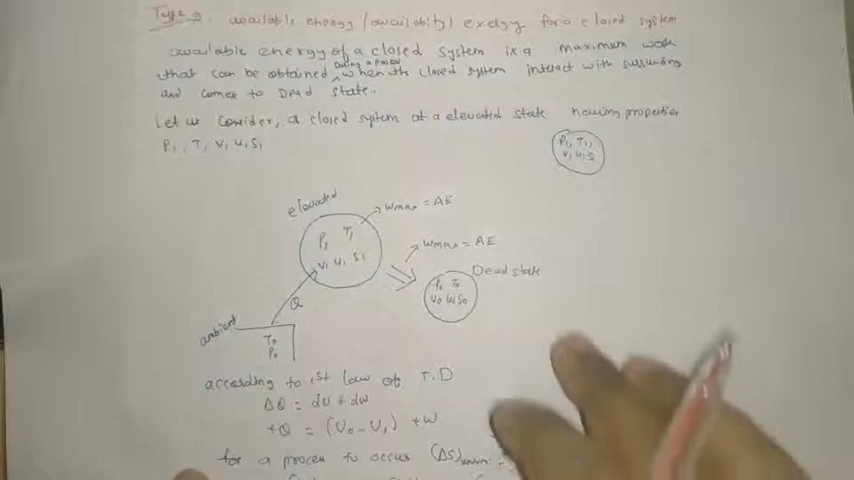 Type 2. available energy (availability) exergy for a closed system
available energy of a closed system is a maximum work
During a process
that can be obtained ^ when the closed system interact with surrounding
and comes to Dead state.
Let us consider, a closed system at a elevated state having properties
P₁, T, V₁ U₁ S₁
P₁, T₁,
V₁ U₁ S₁
elevated
Wmax = AE
P₁ T₁
V₁ U₁ S₁
Wmax = AE
Dead state
P₀ T₀
V₀ U₀ S₀
Q
ambient
T₀
P₀
according to 1st law of T.D
ΔQ = dU + dW
+Q = (U₀ - U₁) + W
for a process to occur (ΔS)univ